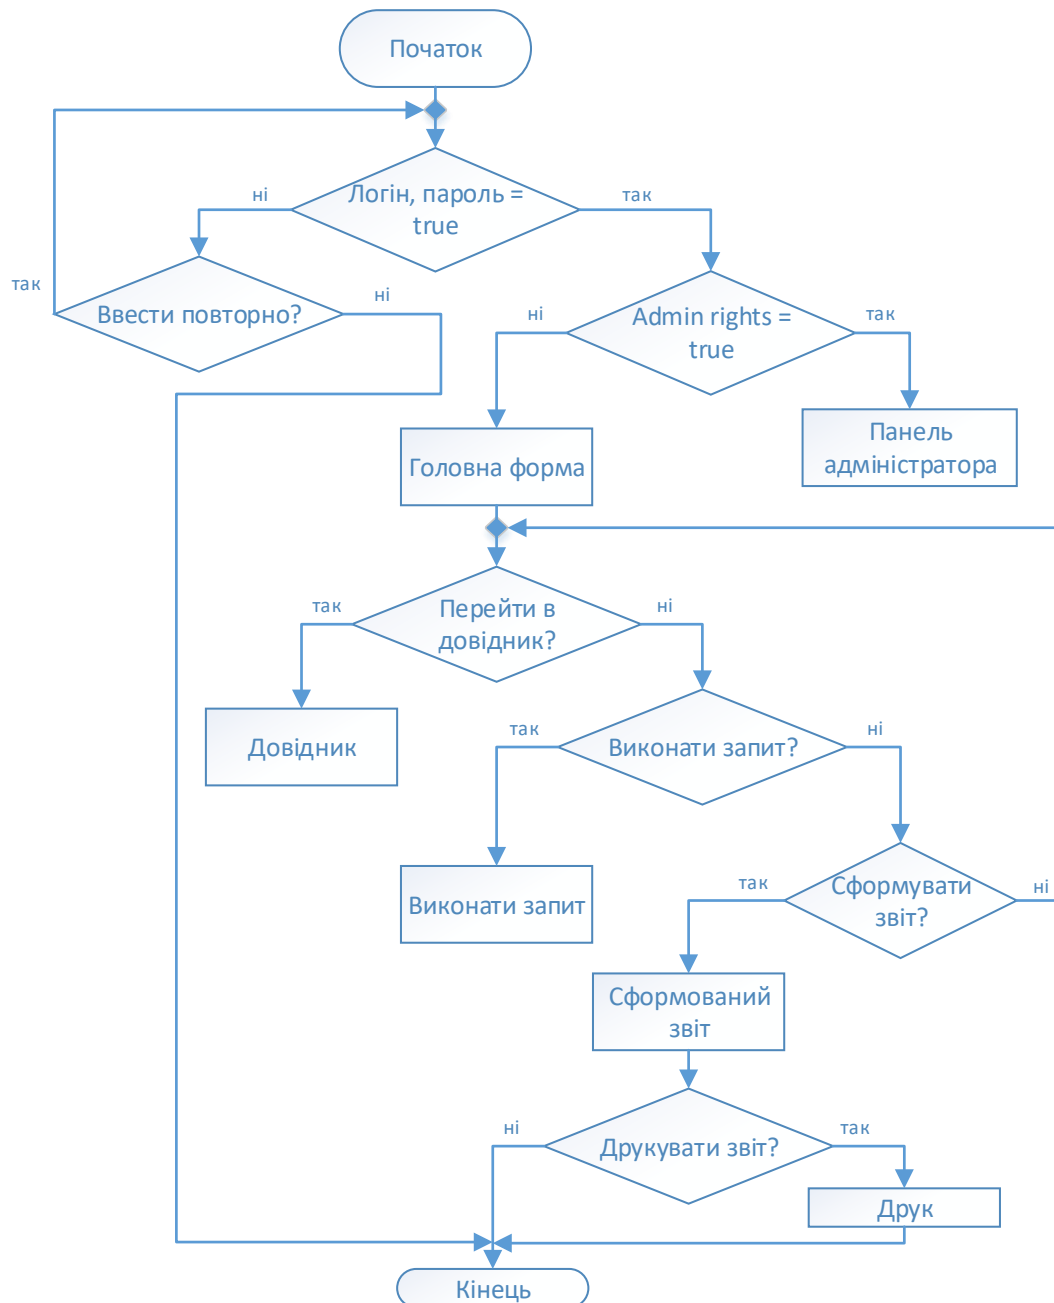 Початок
Логін, пароль =
true
ні
так
так
Ввести повторно?
ні
Admin rights =
true
ні
так
Головна форма
Панель
адміністратора
Перейти в
довідник?
так
ні
Довідник
Виконати запит?
так
ні
Виконати запит
Сформувати
звіт?
так
ні
Сформований
звіт
Друкувати звіт?
ні
так
Друк
Кінець